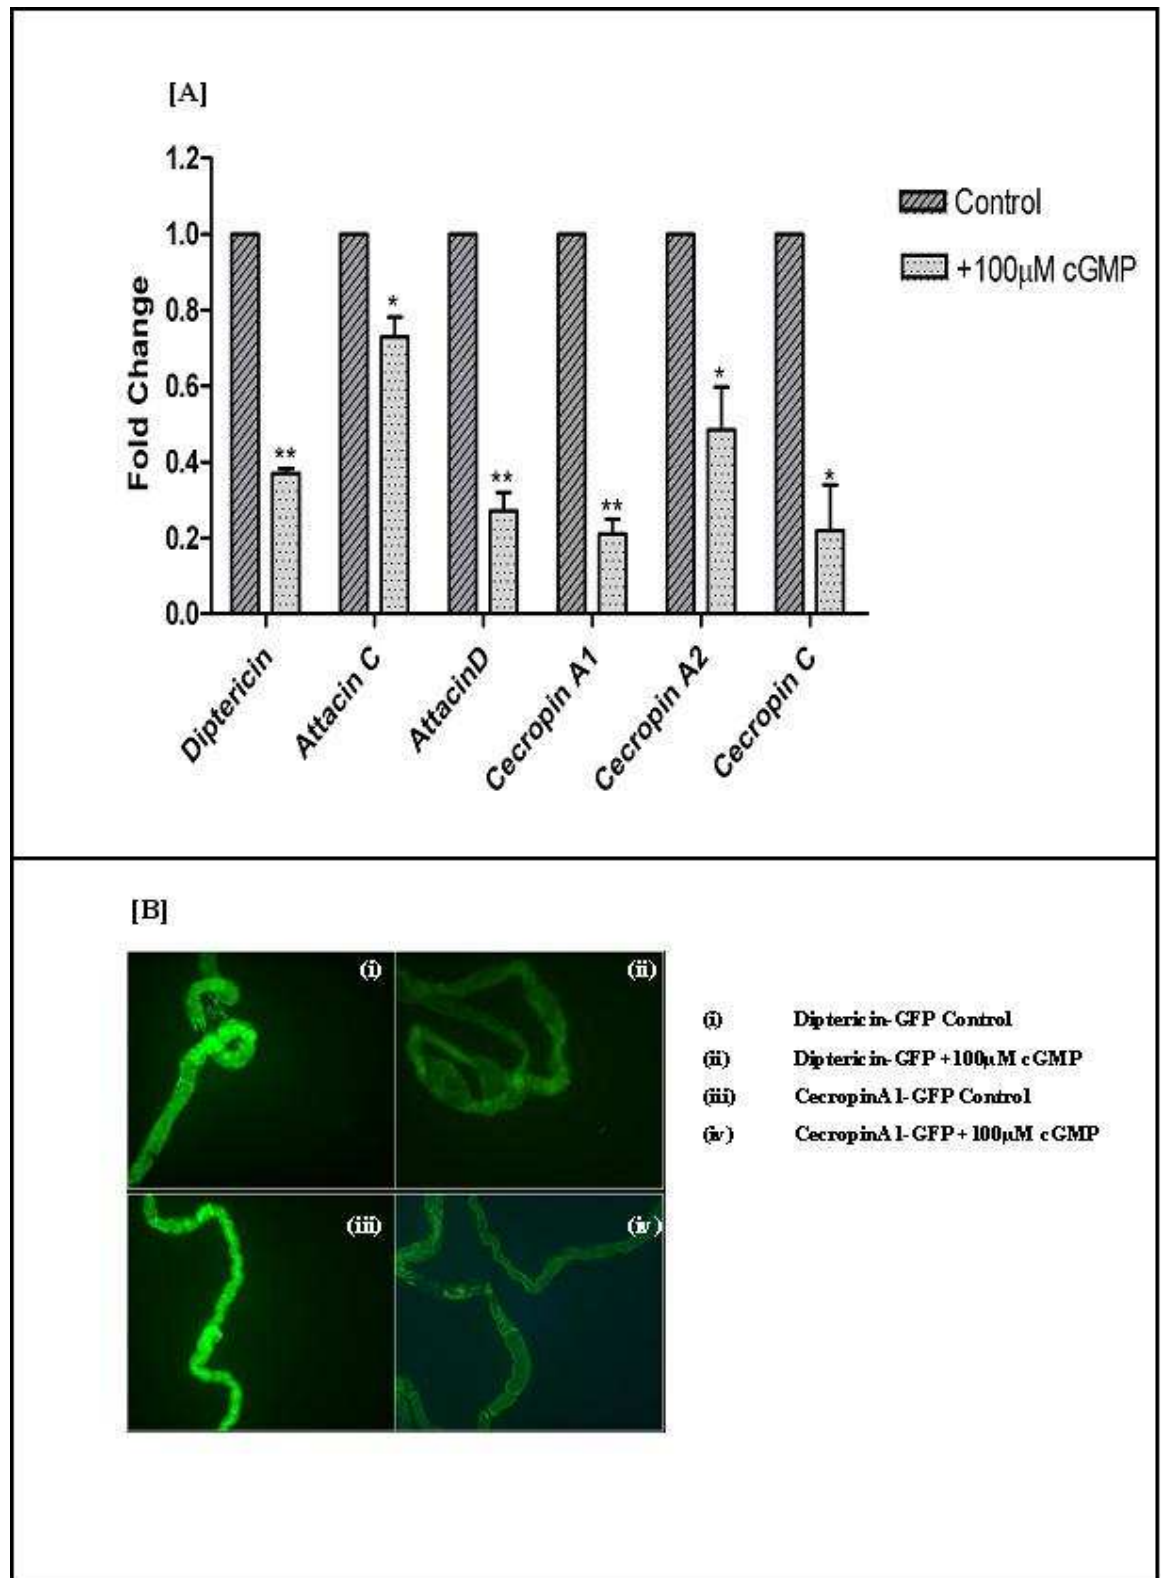 [A]
1.2
1.0
0.8
0.6
0.4
0.2
0.0
Fold Change
**
*
**
**
*
*
Diptericin
Attacin C
AttacinD
Cecropin A1
Cecropin A2
Cecropin C
Control
+100µM cGMP
[B]
(i)
(ii)
(iii)
(iv)
(i) Diptericin-GFP Control
(ii) Diptericin-GFP +100µM cGMP
(iii) CecropinA1-GFP Control
(iv) CecropinA1-GFP +100µM cGMP